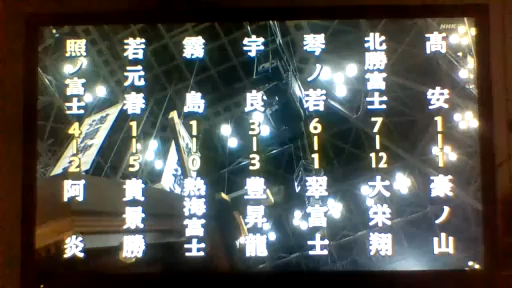 NHK
高安 1-1 豪ノ山
北勝富士 7-12 大栄翔
琴ノ若 6-1 翠富士
宇良 3-3 豊昇龍
霧島 1-0 熱海富士
若元春 1-5 貴景勝
照ノ富士 4-2 阿炎